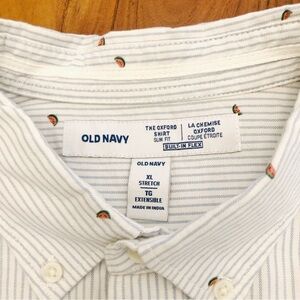 OLD NAVY
THE OXFORD
SHIRT
SLIM FIT
LA CHEMISE
OXFORD
COUPE ÉTROITE
BUILT-IN FLEX
OLD NAVY
XL
STRETCH
TG
EXTENSIBLE
MADE IN INDIA